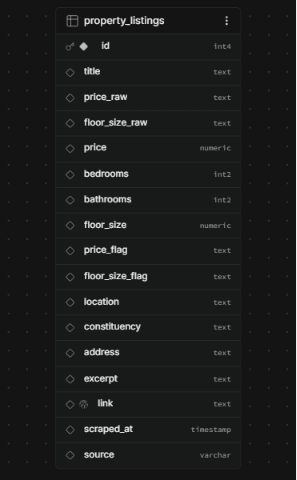 property_listings
id int4
title text
price_raw text
floor_size_raw text
price numeric
bedrooms int2
bathrooms int2
floor_size numeric
price_flag text
floor_size_flag text
location text
constituency text
address text
excerpt text
link text
scraped_at timestamp
source varchar